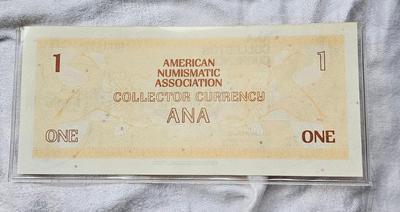 1 1
AMERICAN
NUMISMATIC
ASSOCIATION
COLLECTOR CURRENCY
ANA
ONE ONE